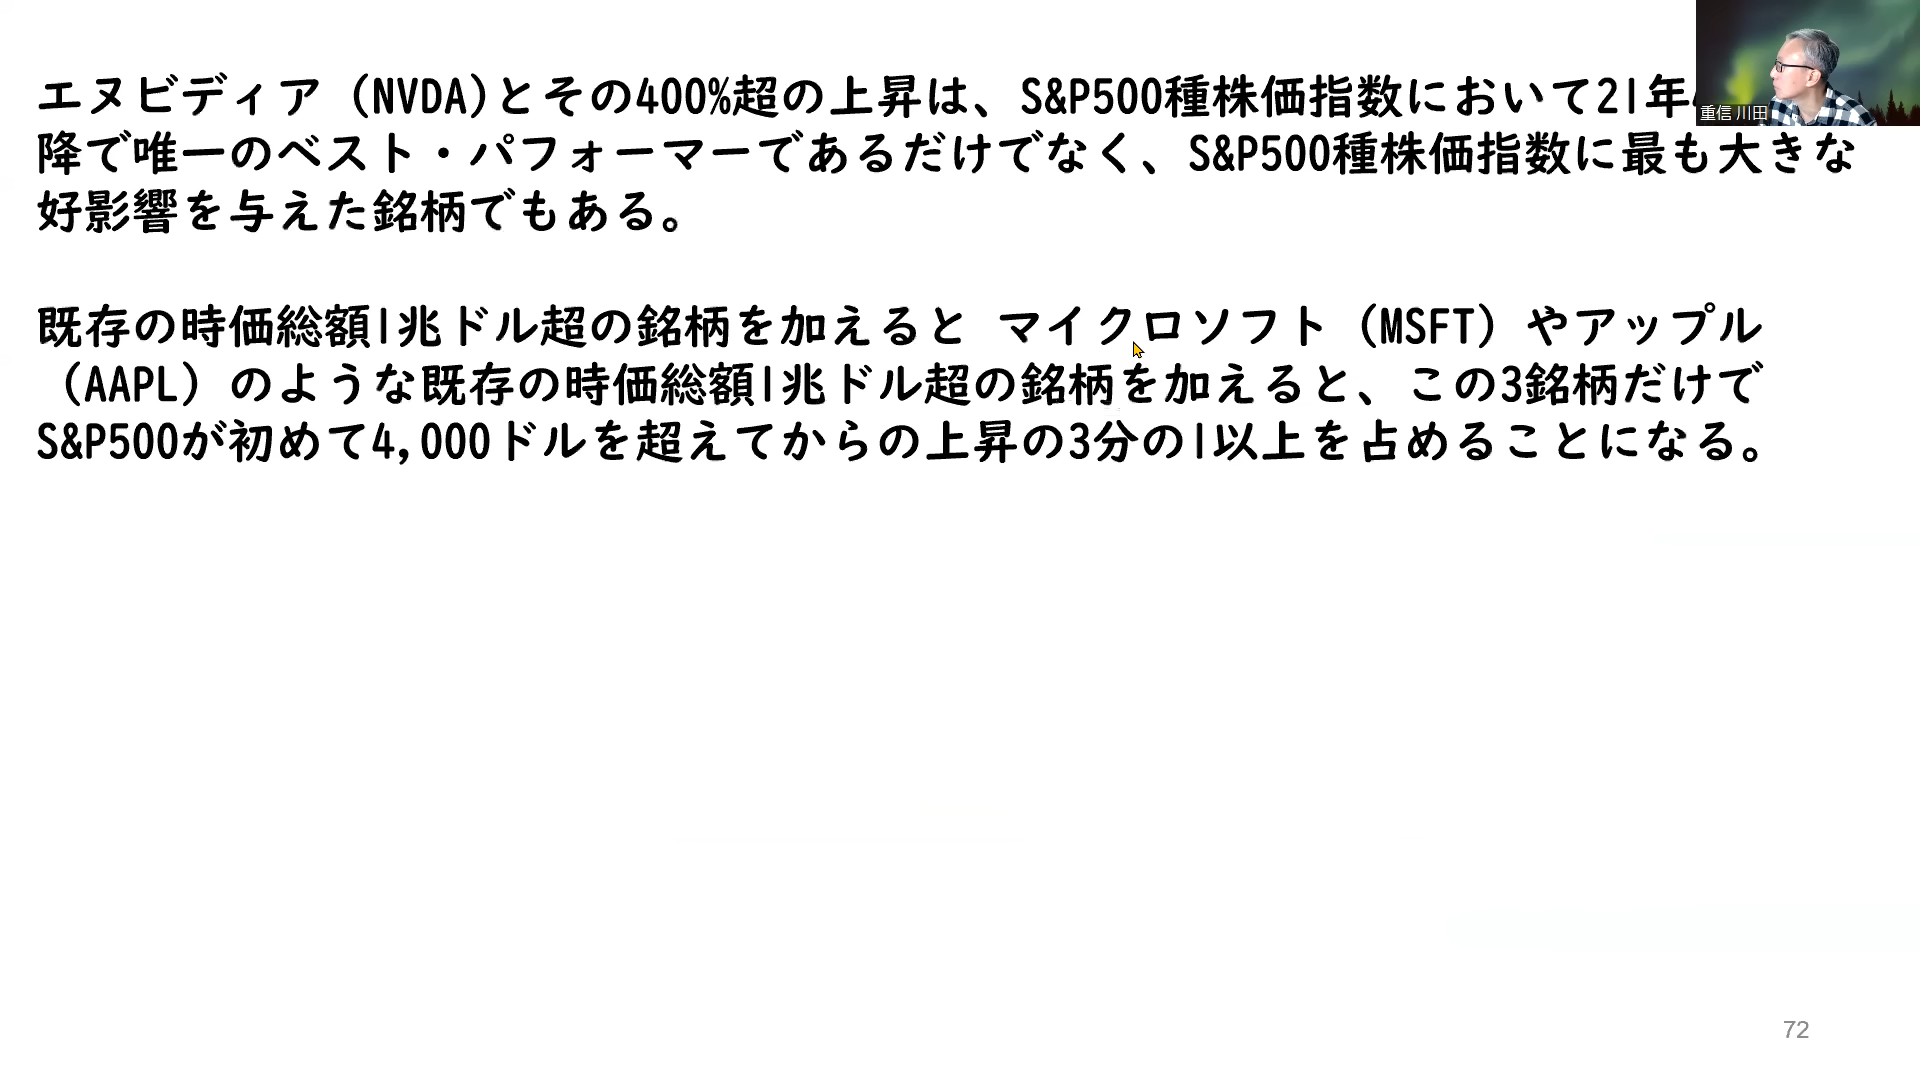 エヌビディア (NVDA)とその400%超の上昇は、S&P500種株価指数において21年
降で唯一のベスト・パフォーマーであるだけでなく、S&P500種株価指数に最も大きな
好影響を与えた銘柄でもある。
既存の時価総額1兆ドル超の銘柄を加えると マイクロソフト（MSFT）やアップル
（AAPL）のような既存の時価総額1兆ドル超の銘柄を加えると、この3銘柄だけで
S&P500が初めて4,000ドルを超えてからの上昇の3分の1以上を占めることになる。
重信 川田
72